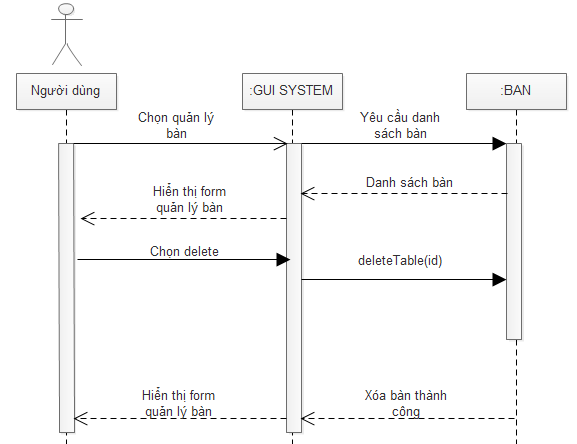 Người dùng
:GUI SYSTEM
:BAN
Chọn quản lý
bàn
Yêu cầu danh
sách bàn
Danh sách bàn
Hiển thị form
quản lý bàn
Chọn delete
deleteTable(id)
Hiển thị form
quản lý bàn
Xóa bàn thành
công